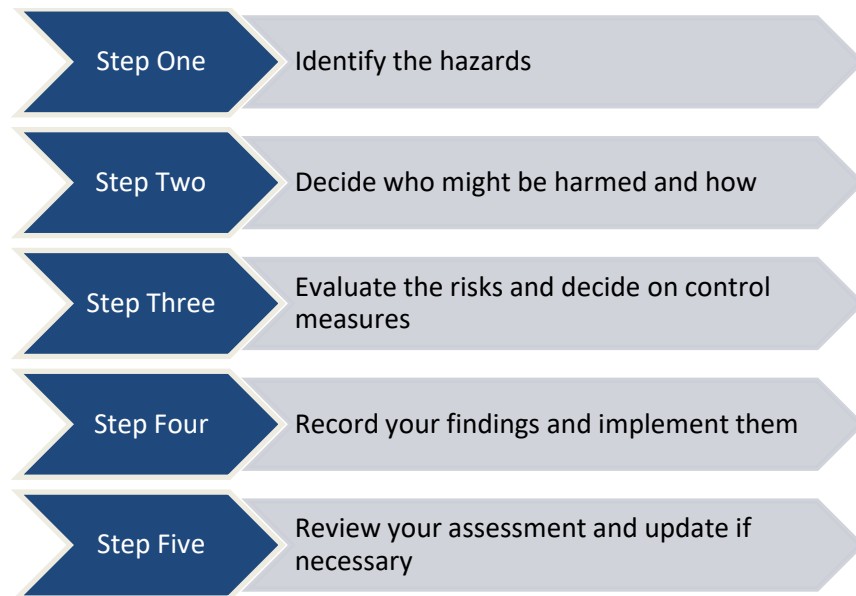 Step One
Identify the hazards
Step Two
Decide who might be harmed and how
Step Three
Evaluate the risks and decide on control
measures
Step Four
Record your findings and implement them
Step Five
Review your assessment and update if
necessary